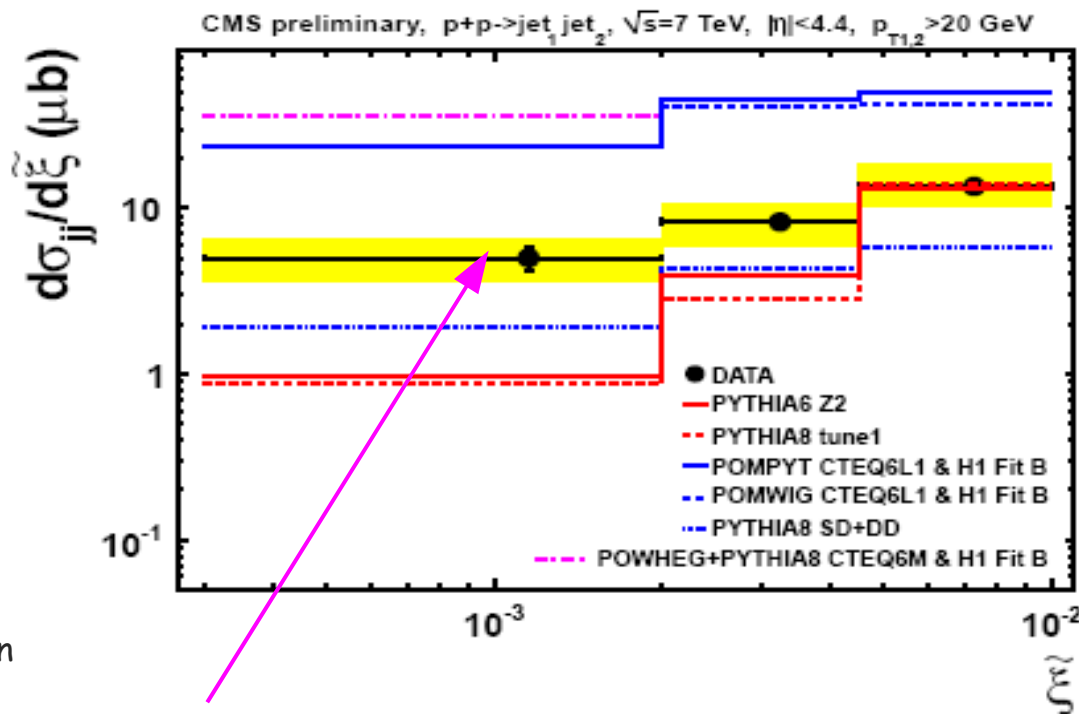 CMS preliminary, p+p->jet₁ jet₂, √s=7 TeV, |η|<4.4, p_T1,2>20 GeV
dσ_jj/dξ̃ (μb)
10
1
10⁻¹
DATA
PYTHIA6 Z2
PYTHIA8 tune1
POMPYT CTEQ6L1 & H1 Fit B
POMWIG CTEQ6L1 & H1 Fit B
PYTHIA8 SD+DD
POWHEG+PYTHIA8 CTEQ6M & H1 Fit B
10⁻³
10⁻²
ξ̃
n